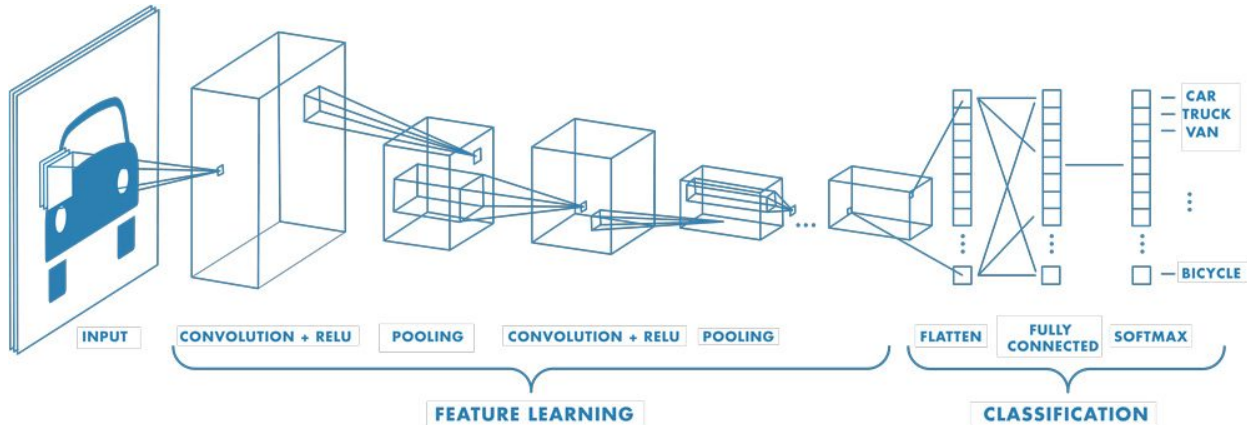 CAR
TRUCK
VAN
BICYCLE
INPUT
CONVOLUTION + RELU
POOLING
CONVOLUTION + RELU
POOLING
FLATTEN
FULLY
CONNECTED
SOFTMAX
FEATURE LEARNING
CLASSIFICATION